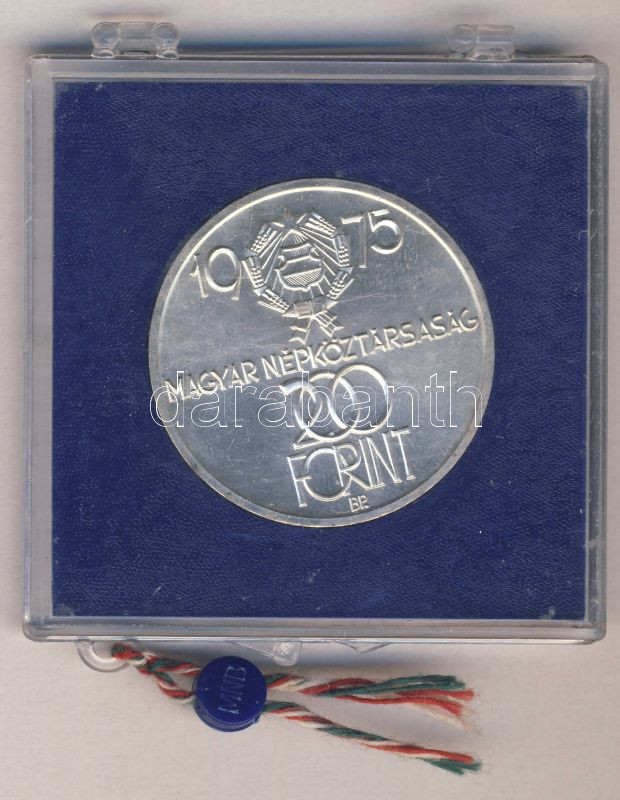 1975
MAGYAR NÉPKÖZTÁRSASÁG
200
FORINT
BP.
darabanth
MNB